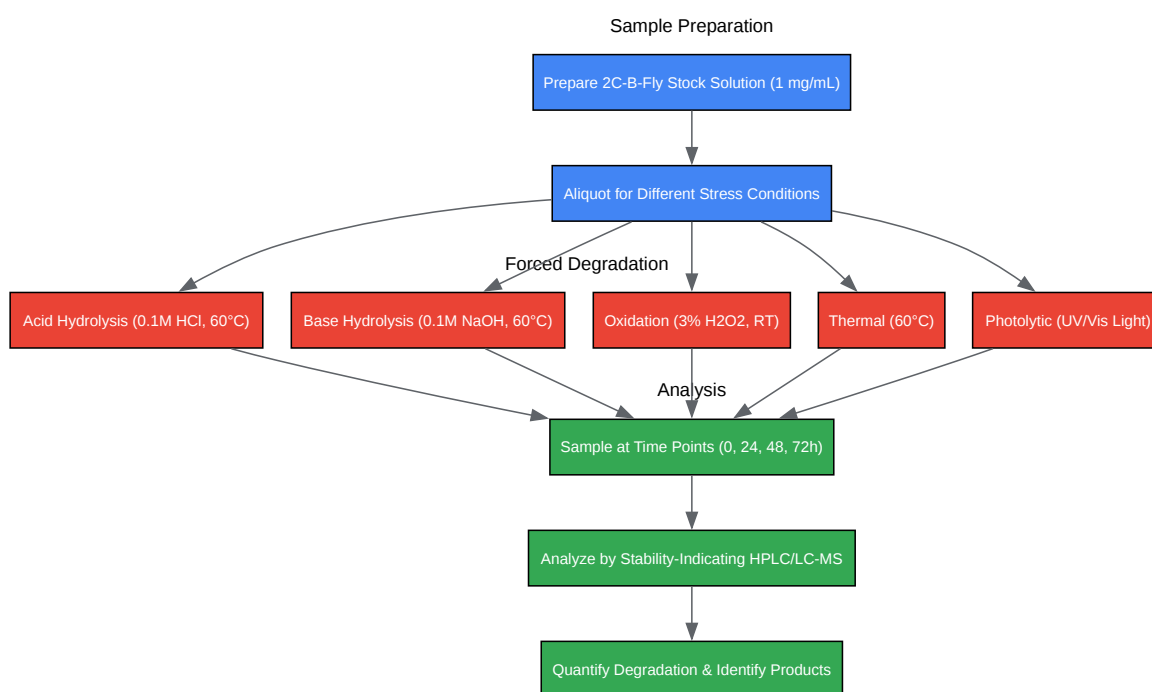 Sample Preparation
Prepare 2C-B-Fly Stock Solution (1 mg/mL)
Aliquot for Different Stress Conditions
Forced Degradation
Acid Hydrolysis (0.1M HCl, 60°C)
Base Hydrolysis (0.1M NaOH, 60°C)
Oxidation (3% H2O2, RT)
Thermal (60°C)
Photolytic (UV/Vis Light)
Analysis
Sample at Time Points (0, 24, 48, 72h)
Analyze by Stability-Indicating HPLC/LC-MS
Quantify Degradation & Identify Products